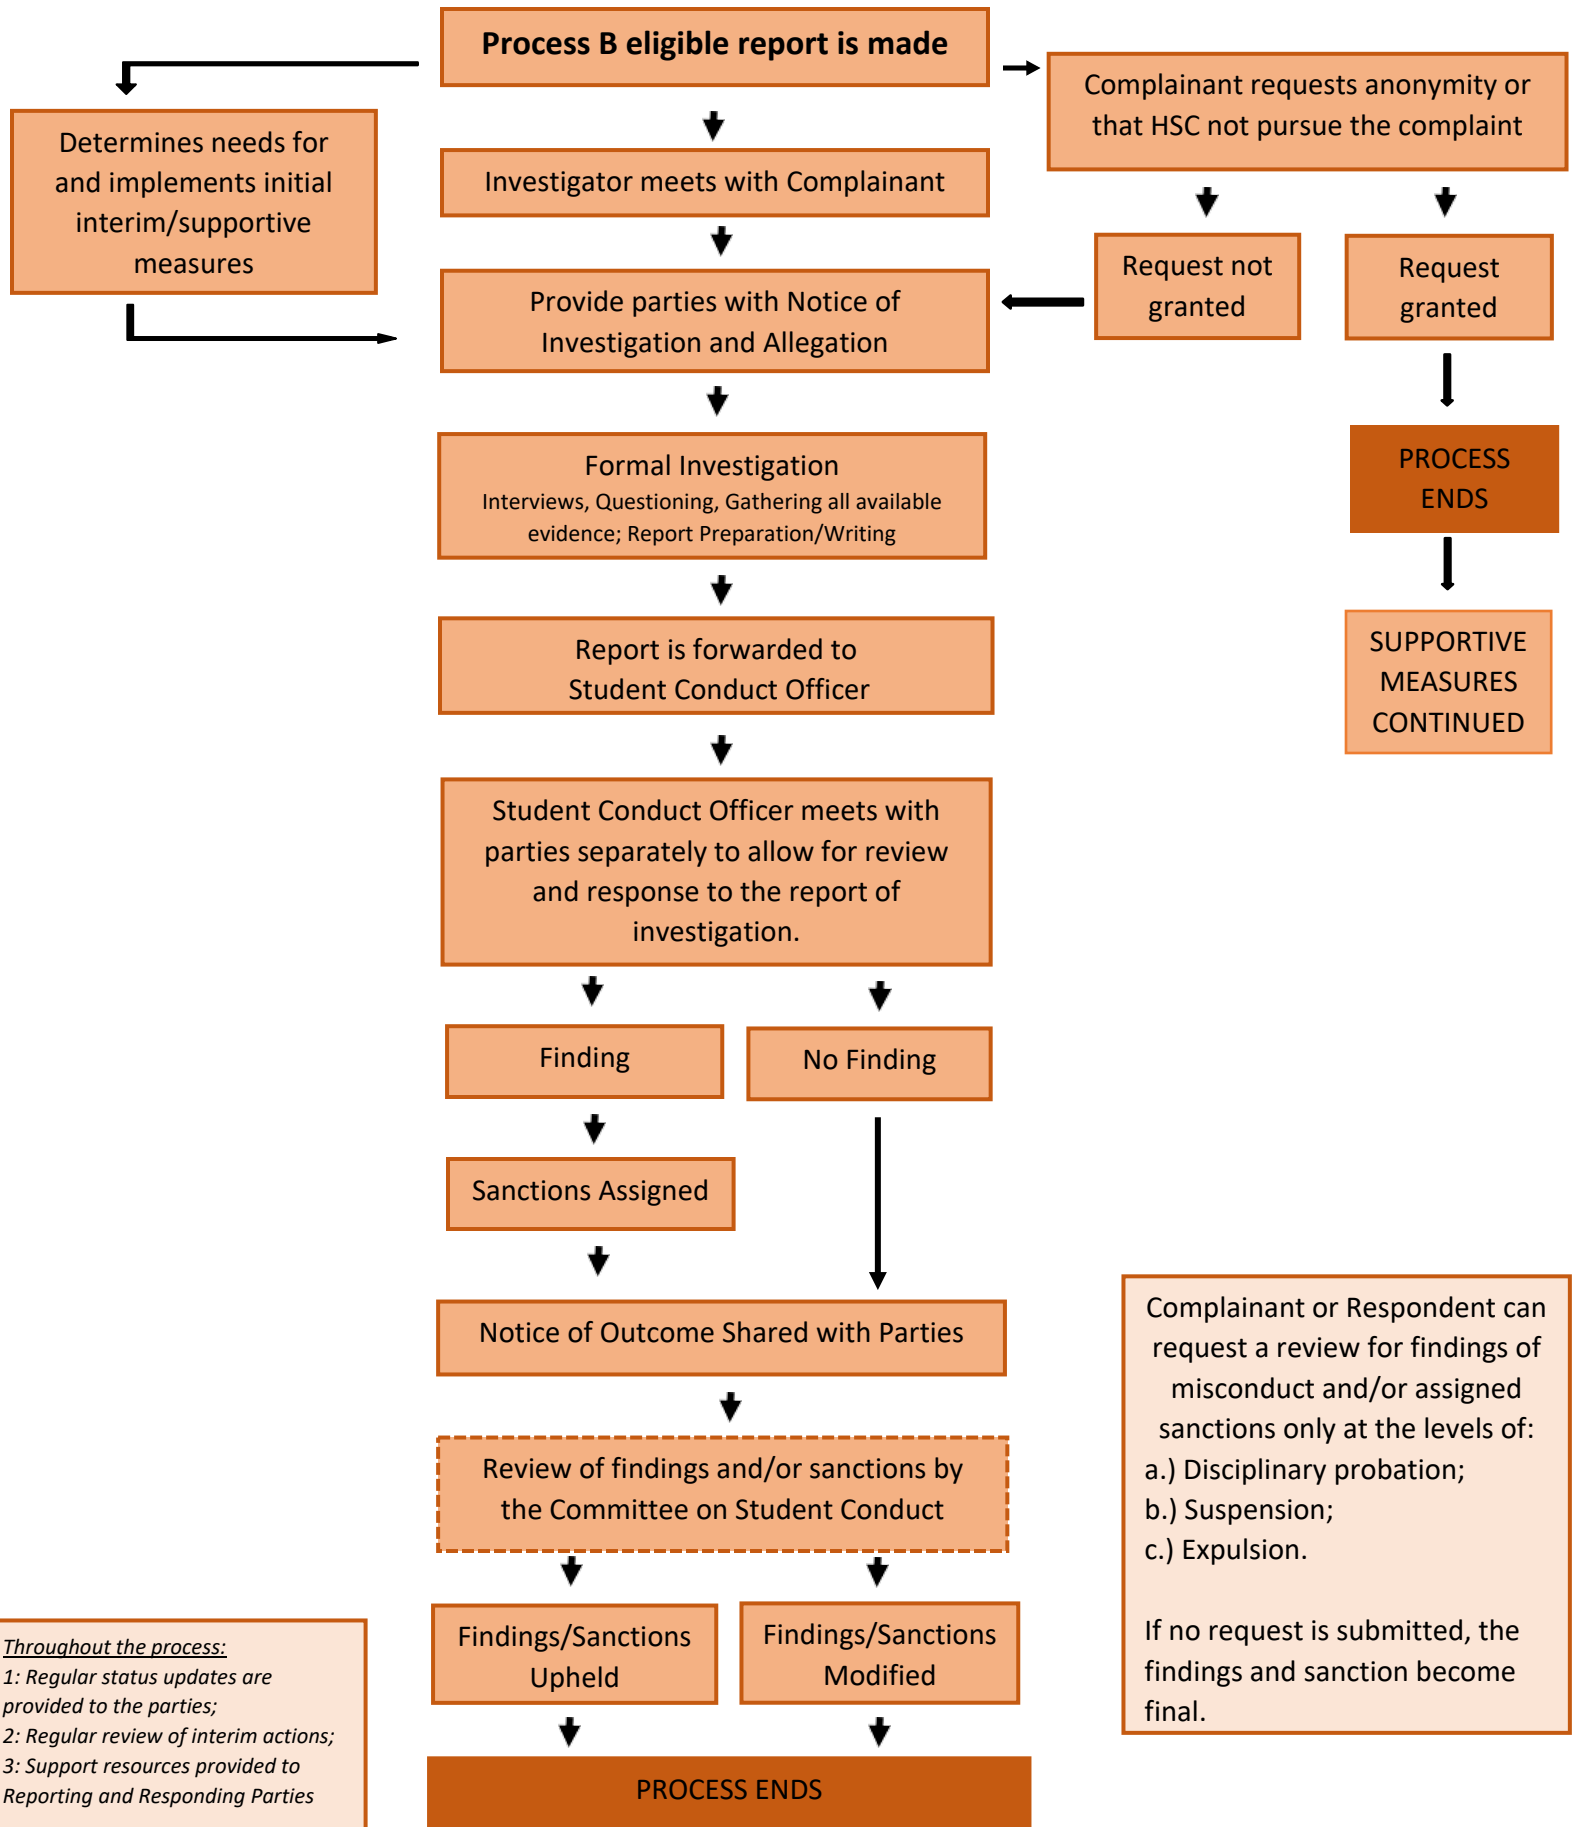 Process B eligible report is made
Complainant requests anonymity or
that HSC not pursue the complaint
Determines needs for
and implements initial
interim/supportive
measures
Investigator meets with Complainant
Request not
granted
Request
granted
Provide parties with Notice of
Investigation and Allegation
PROCESS
ENDS
Formal Investigation
Interviews, Questioning, Gathering all available
evidence; Report Preparation/Writing
SUPPORTIVE
MEASURES
CONTINUED
Report is forwarded to
Student Conduct Officer
Student Conduct Officer meets with
parties separately to allow for review
and response to the report of
investigation.
Finding
No Finding
Sanctions Assigned
Notice of Outcome Shared with Parties
Complainant or Respondent can
request a review for findings of
misconduct and/or assigned
sanctions only at the levels of:
a.) Disciplinary probation;
b.) Suspension;
c.) Expulsion.
If no request is submitted, the
findings and sanction become
final.
Review of findings and/or sanctions by
the Committee on Student Conduct
Findings/Sanctions
Upheld
Findings/Sanctions
Modified
Throughout the process:
1: Regular status updates are
provided to the parties;
2: Regular review of interim actions;
3: Support resources provided to
Reporting and Responding Parties
PROCESS ENDS